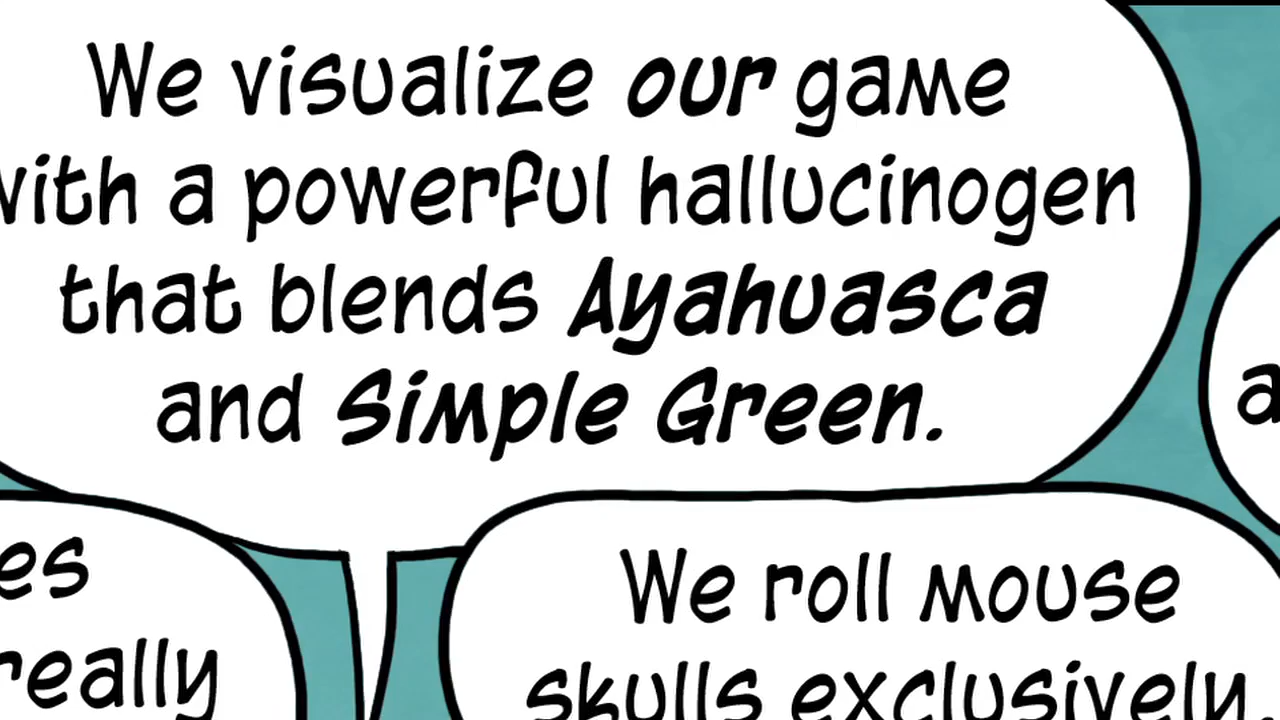 We visualize our game
with a powerful hallucinogen
that blends Ayahuasca
and Simple Green.
es
really
We roll mouse
skulls exclusively.
a